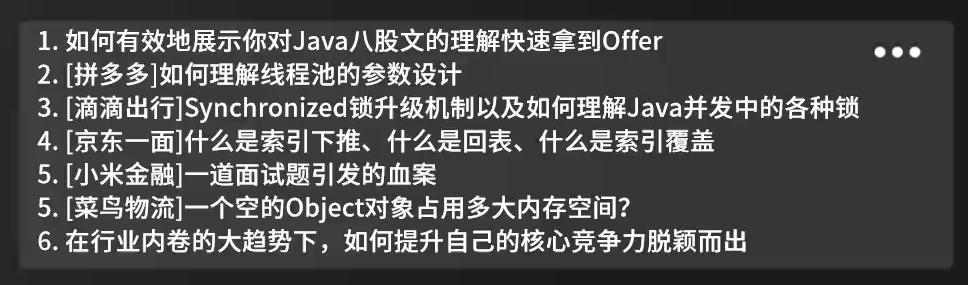 1. 如何有效地展示你对Java八股文的理解快速拿到Offer
2. [拼多多]如何理解线程池的参数设计
3. [滴滴出行]Synchronized锁升级机制以及如何理解Java并发中的各种锁
4. [京东一面]什么是索引下推、什么是回表、什么是索引覆盖
5. [小米金融]一道面试题引发的血案
5. [菜鸟物流]一个空的Object对象占用多大内存空间？
6. 在行业内卷的大趋势下，如何提升自己的核心竞争力脱颖而出